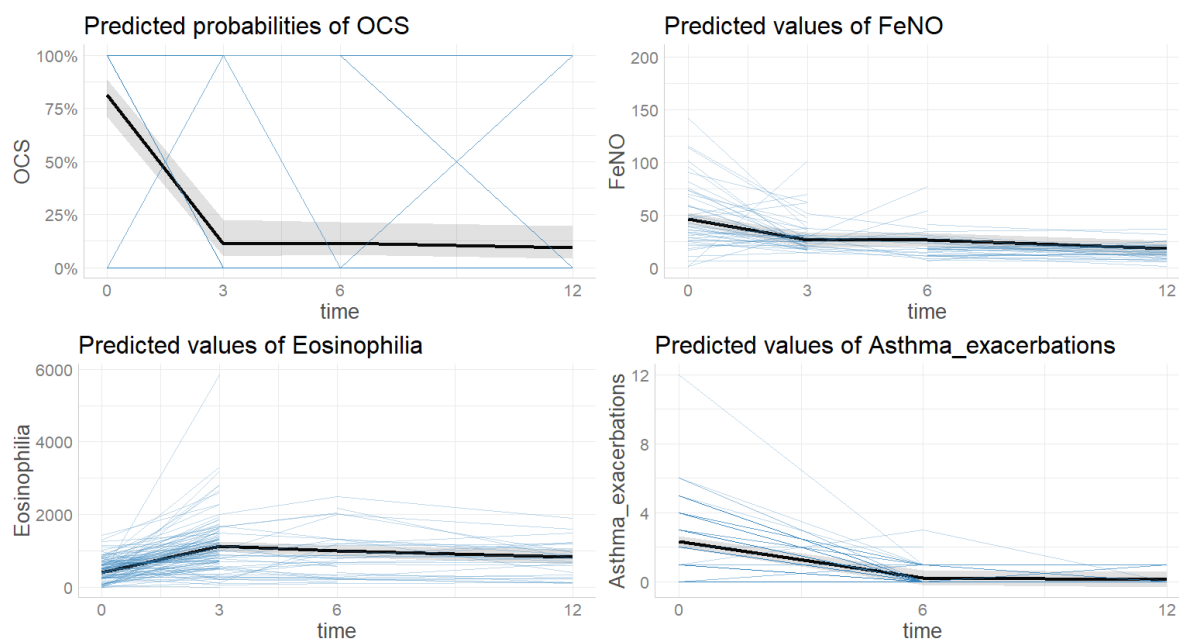 Predicted probabilities of OCS
100%
75%
50%
25%
0%
OCS
0 3 6 12
time
Predicted values of FeNO
200
150
100
50
0
FeNO
0 3 6 12
time
Predicted values of Eosinophilia
6000
4000
2000
0
Eosinophilia
0 3 6 12
time
Predicted values of Asthma_exacerbations
12
8
6
4
2
0
Asthma_exacerbations
0 6 12
time